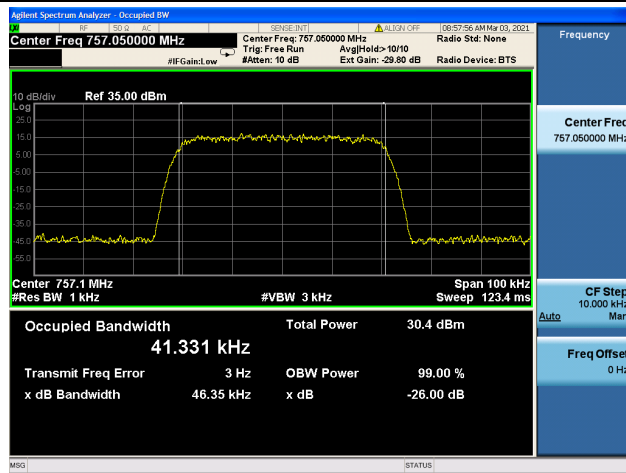 Agilent Spectrum Analyzer - Occupied BW
RF 50 Ω AC SENSE:INT ALIGN OFF 08:57:56 AM Mar 03, 2021
Center Freq 757.050000 MHz Center Freq: 757.050000 MHz Radio Std: None
Trig: Free Run Avg|Hold:>10/10
#IFGain:Low #Atten: 10 dB Ext Gain: -29.80 dB Radio Device: BTS
10 dB/div Ref 35.00 dBm
Log
25.0
15.0
5.00
-5.00
-15.0
-25.0
-35.0
-45.0
-55.0
Center 757.1 MHz Span 100 kHz
#Res BW 1 kHz #VBW 3 kHz Sweep 123.4 ms
Occupied Bandwidth Total Power 30.4 dBm
41.331 kHz
Transmit Freq Error 3 Hz OBW Power 99.00 %
x dB Bandwidth 46.35 kHz x dB -26.00 dB
MSG STATUS
Frequency
Center Freq
757.050000 MHz
CF Step
10.000 kHz
Auto Man
Freq Offset
0 Hz